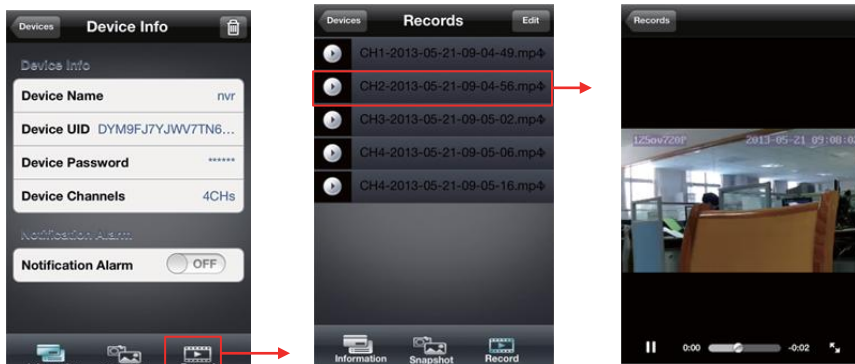 Devices
Device Info
Device Info
Device Name
nvr
Device UID
DYM9FJ7YJWV7TN6...
Device Password
******
Device Channels
4CHs
Notification Alarm
Notification Alarm
OFF
Devices
Records
Edit
CH1-2013-05-21-09-04-49.mp4
CH2-2013-05-21-09-04-56.mp4
CH3-2013-05-21-09-05-02.mp4
CH4-2013-05-21-09-05-06.mp4
CH4-2013-05-21-09-05-16.mp4
Information
Snapshot
Record
Records
2013-05-21 09:08:03
0:00
-0:02